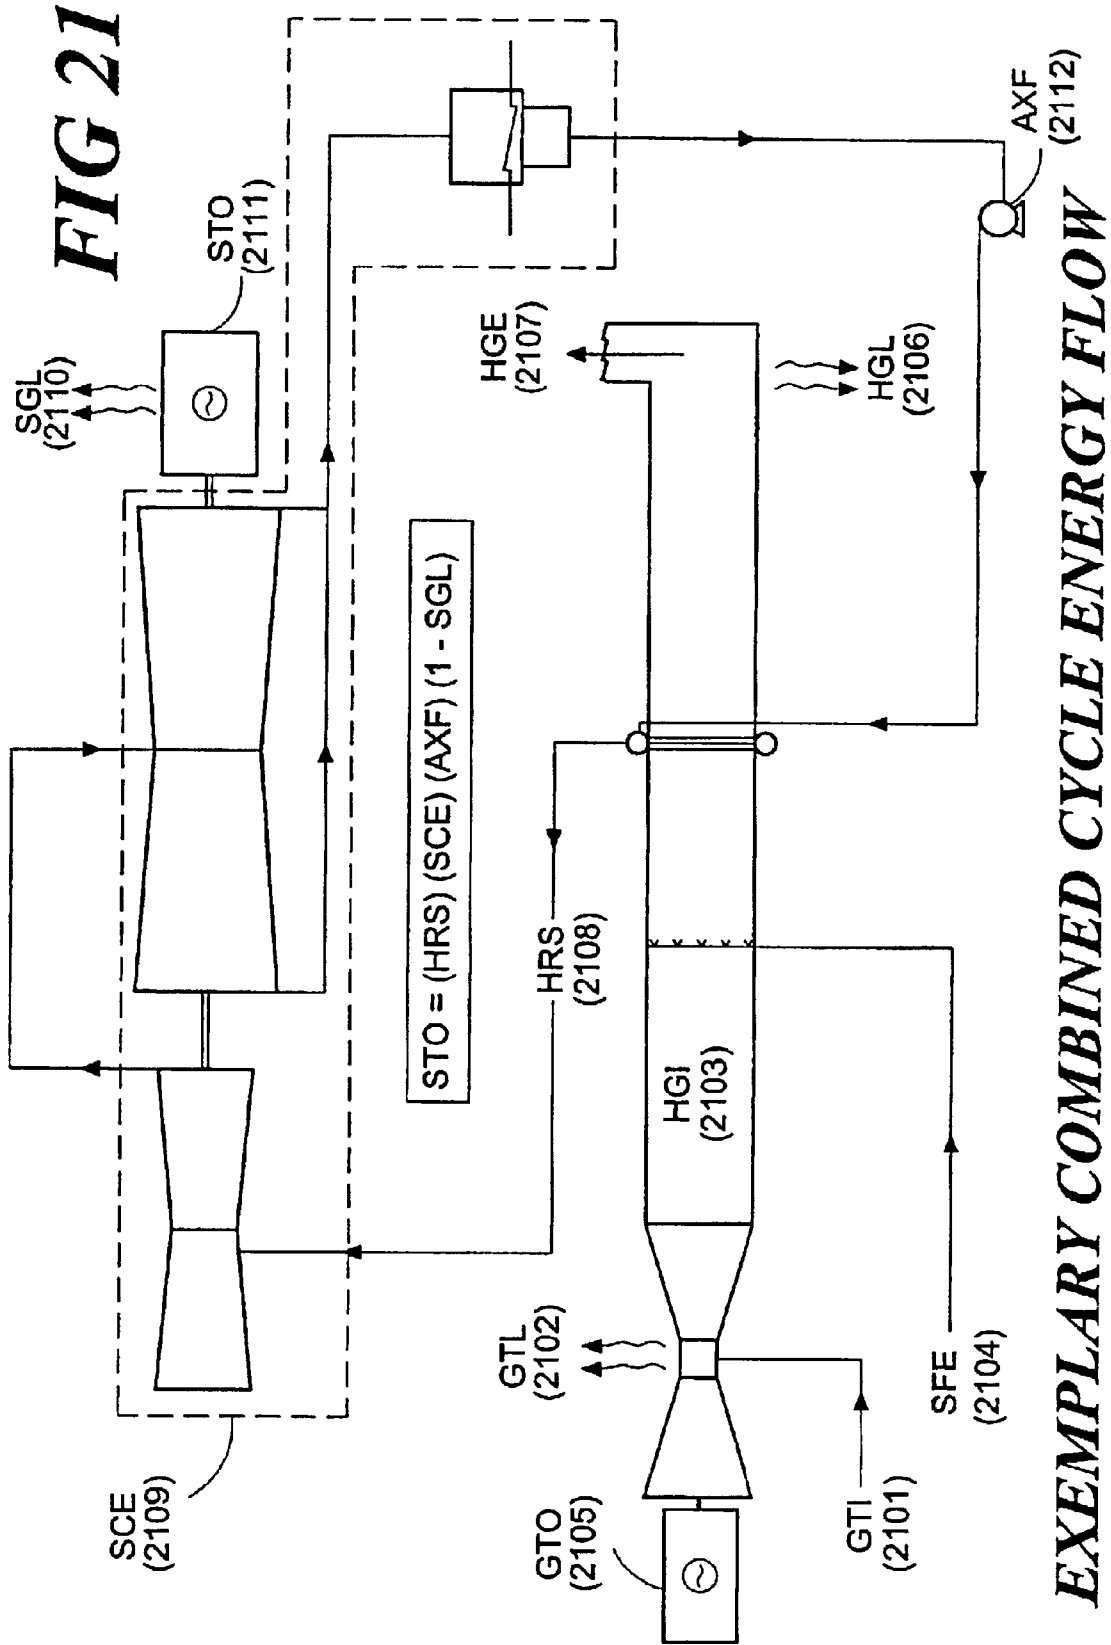 FIG 21
SGL
(2110)
STO
(2111)
SCE
(2109)
STO = (HRS) (SCE) (AXF) (1 - SGL)
HRS
(2108)
HGE
(2107)
HGL
(2106)
AXF
(2112)
GTL
(2102)
HGI
(2103)
GTO
(2105)
GTI
(2101)
SFE
(2104)
EXEMPLARY COMBINED CYCLE ENERGY FLOW